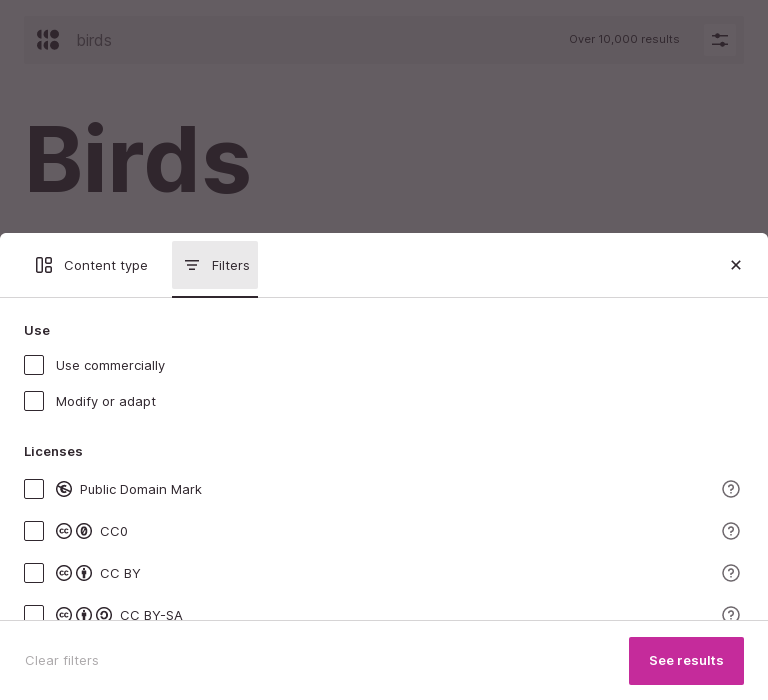 birds
Over 10,000 results
Birds
Content type
Filters
Use
Use commercially
Modify or adapt
Licenses
Public Domain Mark
CC0
CC BY
CC BY-SA
Clear filters
See results